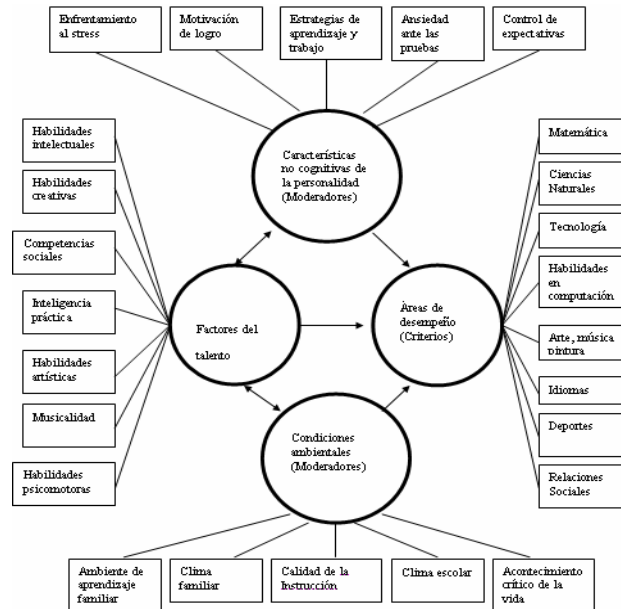 Enfrentamiento
al stress
Motivación
de logro
Estrategias de
aprendizaje y
trabajo
Ansiedad
ante las
pruebas
Control de
expectativas
Características
no cognitivas de
la personalidad
(Moderadores)
Habilidades
intelectuales
Habilidades
creativas
Competencias
sociales
Inteligencia
práctica
Habilidades
artísticas
Musicalidad
Habilidades
psicomotoras
Factores del
talento
Áreas de
desempeño
(Criterios)
Matemática
Ciencias
Naturales
Tecnología
Habilidades
en
computación
Arte, música
pintura
Idiomas
Deportes
Relaciones
Sociales
Condiciones
ambientales
(Moderadores)
Ambiente de
aprendizaje
familiar
Clima
familiar
Calidad de la
Instrucción
Clima escolar
Acontecimiento
crítico de la
vida